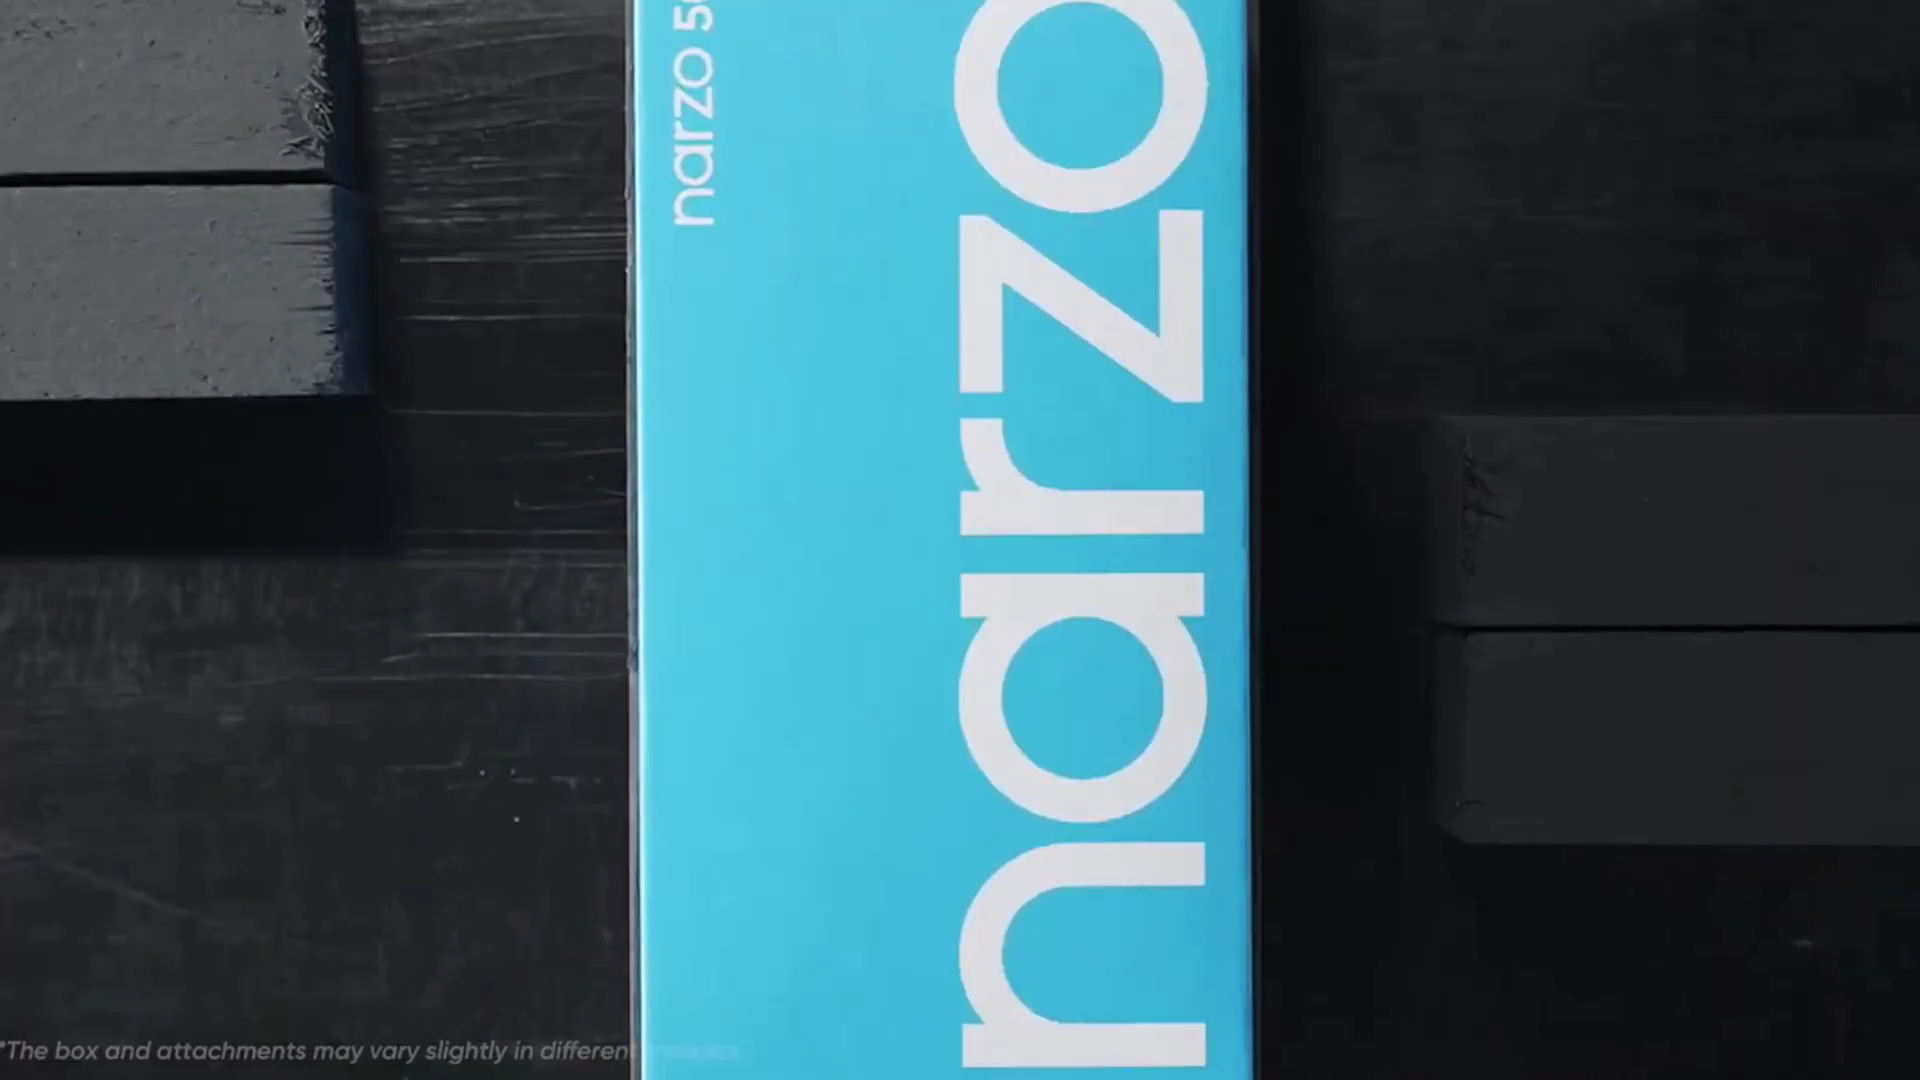 narzo 5
narzo
*The box and attachments may vary slightly in different